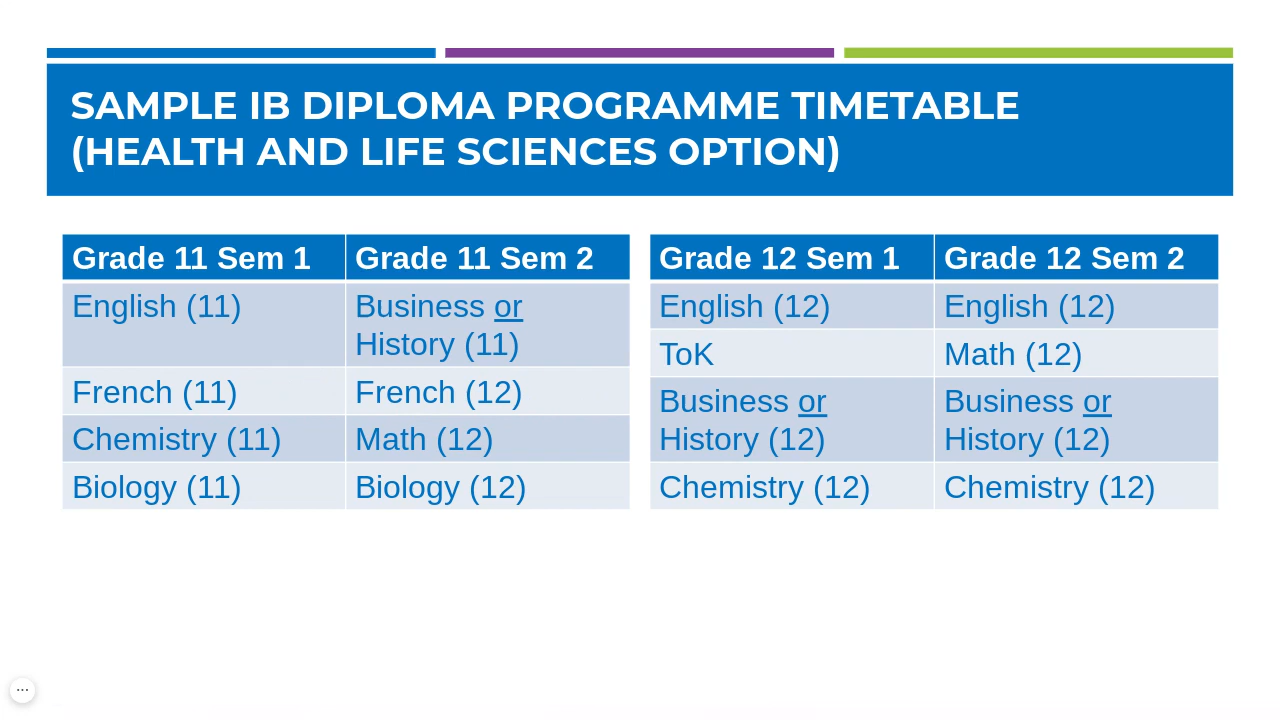 SAMPLE IB DIPLOMA PROGRAMME TIMETABLE
(HEALTH AND LIFE SCIENCES OPTION)
Grade 11 Sem 1 Grade 11 Sem 2
English (11) Business or
History (11)
French (11) French (12)
Chemistry (11) Math (12)
Biology (11) Biology (12)
Grade 12 Sem 1 Grade 12 Sem 2
English (12) English (12)
ToK Math (12)
Business or Business or
History (12) History (12)
Chemistry (12) Chemistry (12)